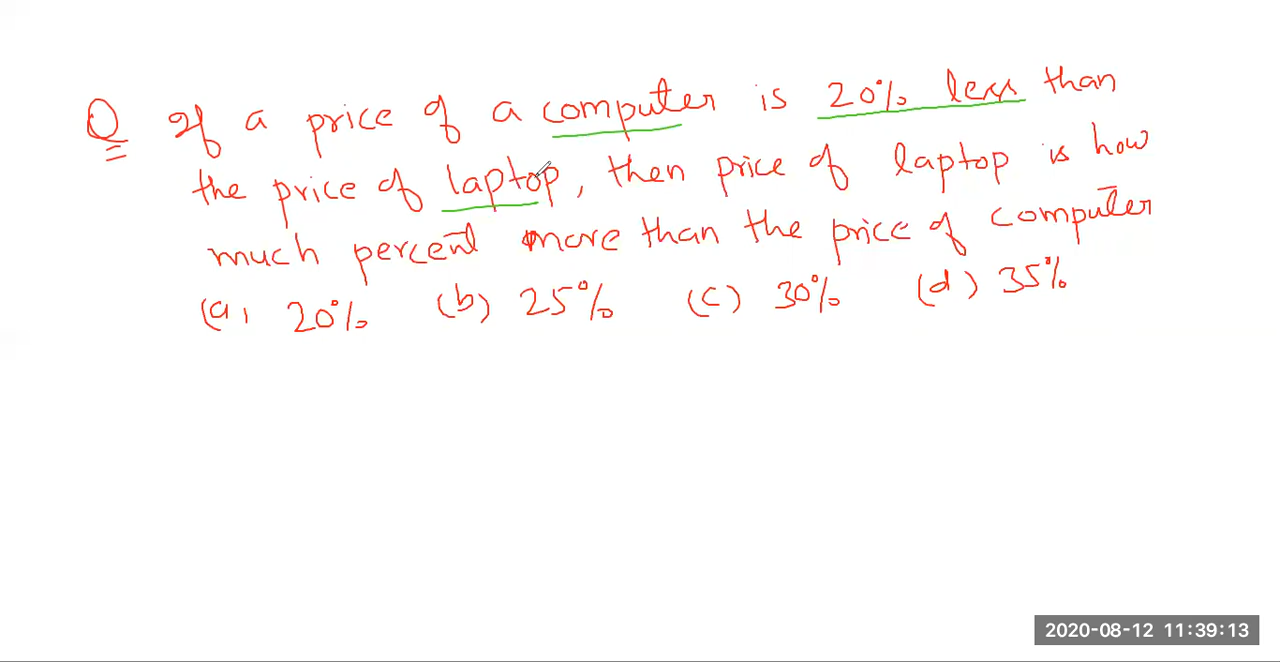 Q If a price of a computer is 20% less than
the price of laptop, then price of laptop is how
much percent more than the price of computer
(a) 20% (b) 25% (c) 30% (d) 35%
2020-08-12 11:39:13